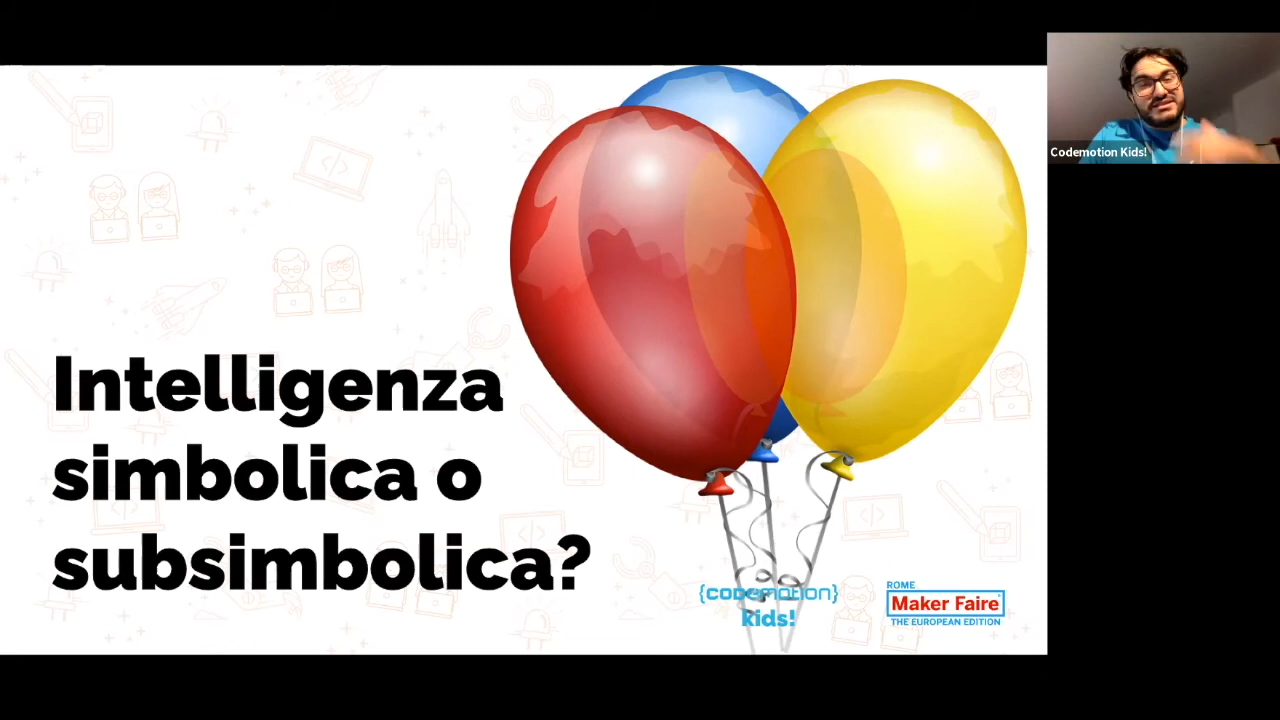 Intelligenza
simbolica o
subsimbolica?
{codemotion}
kids!
ROME
Maker Faire
THE EUROPEAN EDITION
Codemotion Kids!